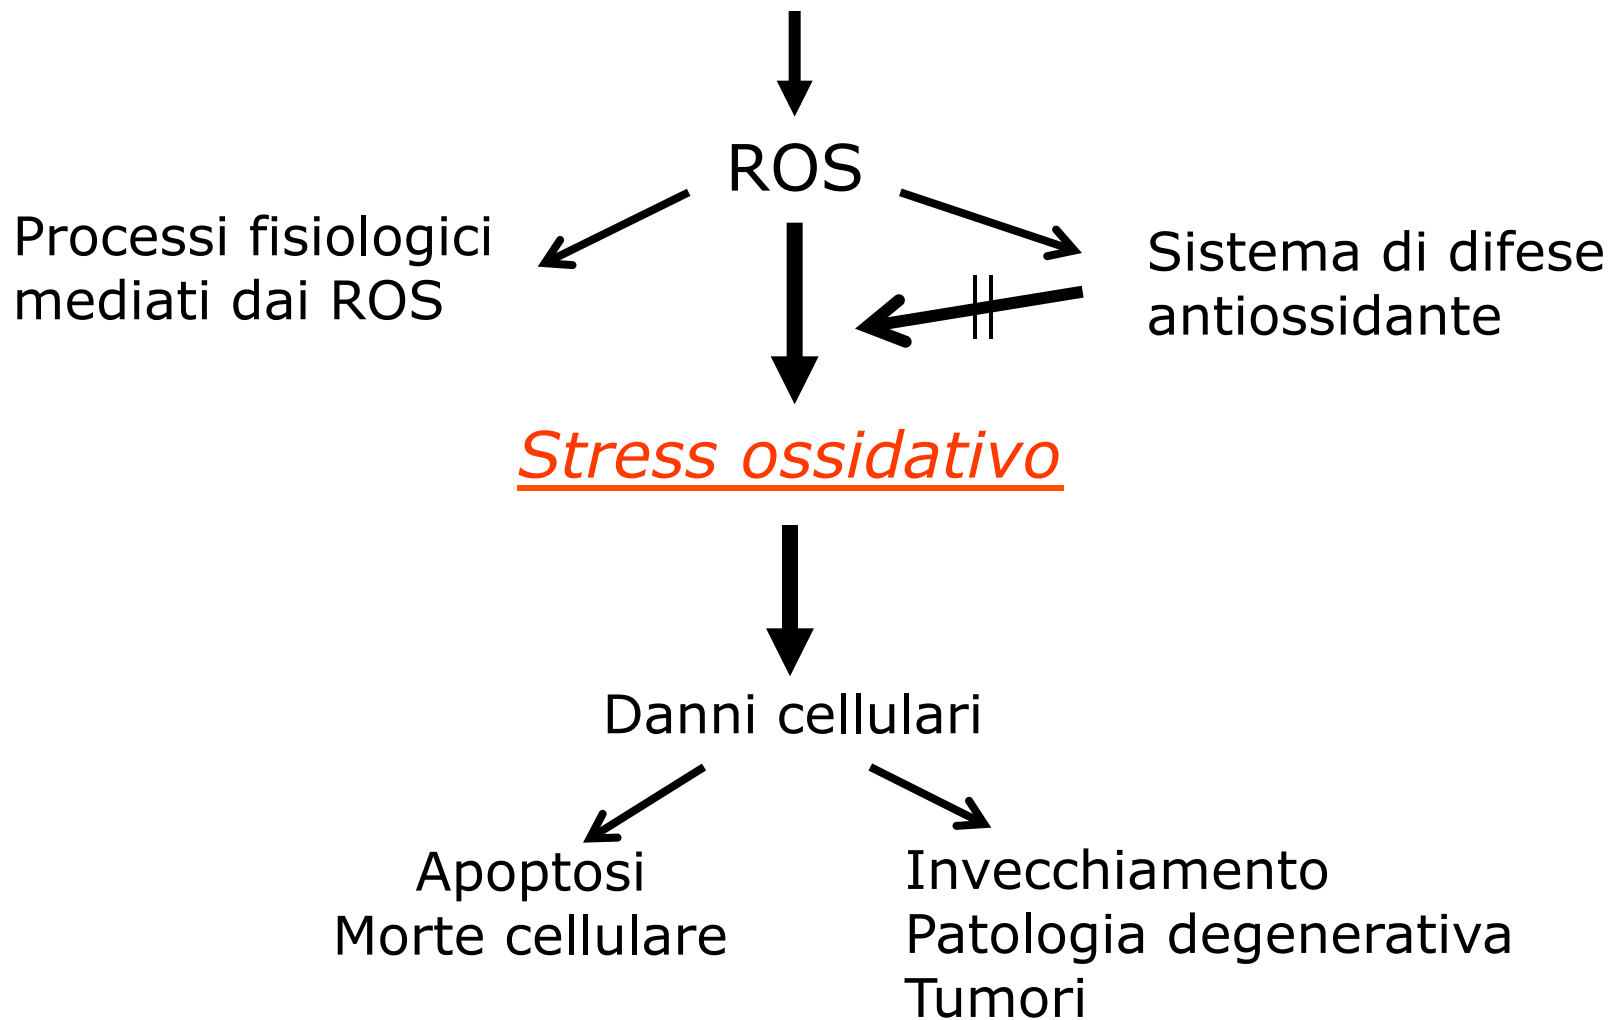 ROS
Processi fisiologici
mediati dai ROS
Sistema di difese
antiossidante
Stress ossidativo
Danni cellulari
Apoptosi
Morte cellulare
Invecchiamento
Patologia degenerativa
Tumori